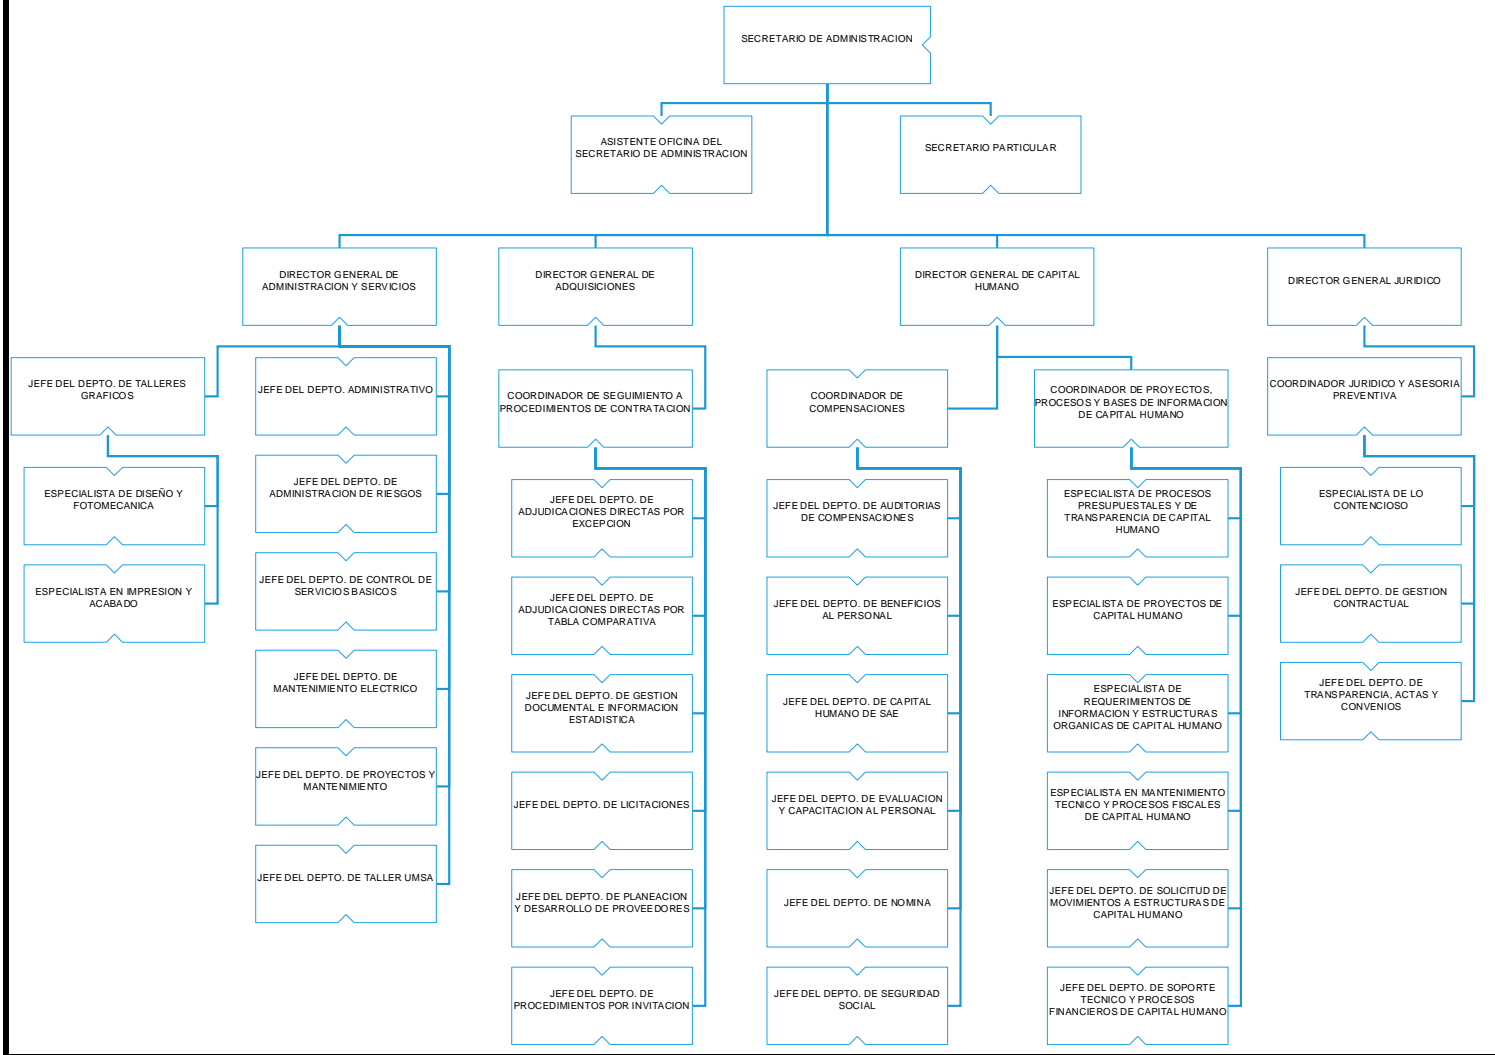 SECRETARIO DE ADMINISTRACION
ASISTENTE OFICINA DEL
SECRETARIO DE ADMINISTRACION
SECRETARIO PARTICULAR
DIRECTOR GENERAL DE
ADMINISTRACION Y SERVICIOS
DIRECTOR GENERAL DE
ADQUISICIONES
DIRECTOR GENERAL DE CAPITAL
HUMANO
DIRECTOR GENERAL JURIDICO
JEFE DEL DEPTO. DE TALLERES
GRAFICOS
ESPECIALISTA DE DISEÑO Y
FOTOMECANICA
ESPECIALISTA EN IMPRESION Y
ACABADO
JEFE DEL DEPTO. ADMINISTRATIVO
JEFE DEL DEPTO. DE
ADMINISTRACION DE RIESGOS
JEFE DEL DEPTO. DE CONTROL DE
SERVICIOS BASICOS
JEFE DEL DEPTO. DE
MANTENIMIENTO ELECTRICO
JEFE DEL DEPTO. DE PROYECTOS Y
MANTENIMIENTO
JEFE DEL DEPTO. DE TALLER UMSA
COORDINADOR DE SEGUIMIENTO A
PROCEDIMIENTOS DE CONTRATACION
JEFE DEL DEPTO. DE
ADJUDICACIONES DIRECTAS POR
EXCEPCION
JEFE DEL DEPTO. DE
ADJUDICACIONES DIRECTAS POR
TABLA COMPARATIVA
JEFE DEL DEPTO. DE GESTION
DOCUMENTAL E INFORMACION
ESTADISTICA
JEFE DEL DEPTO. DE LICITACIONES
JEFE DEL DEPTO. DE PLANEACION
Y DESARROLLO DE PROVEEDORES
JEFE DEL DEPTO. DE
PROCEDIMIENTOS POR INVITACION
COORDINADOR DE
COMPENSACIONES
JEFE DEL DEPTO. DE AUDITORIAS
DE COMPENSACIONES
JEFE DEL DEPTO. DE BENEFICIOS
AL PERSONAL
JEFE DEL DEPTO. DE CAPITAL
HUMANO DE SAE
JEFE DEL DEPTO. DE EVALUACION
Y CAPACITACION AL PERSONAL
JEFE DEL DEPTO. DE NOMINA
JEFE DEL DEPTO. DE SEGURIDAD
SOCIAL
COORDINADOR DE PROYECTOS,
PROCESOS Y BASES DE INFORMACION
DE CAPITAL HUMANO
ESPECIALISTA DE PROCESOS
PRESUPUESTALES Y DE
TRANSPARENCIA DE CAPITAL
HUMANO
ESPECIALISTA DE PROYECTOS DE
CAPITAL HUMANO
ESPECIALISTA DE
REQUERIMIENTOS DE
INFORMACION Y ESTRUCTURAS
ORGANICAS DE CAPITAL HUMANO
ESPECIALISTA EN MANTENIMIENTO
TECNICO Y PROCESOS FISCALES
DE CAPITAL HUMANO
JEFE DEL DEPTO. DE SOLICITUD DE
MOVIMIENTOS A ESTRUCTURAS DE
CAPITAL HUMANO
JEFE DEL DEPTO. DE SOPORTE
TECNICO Y PROCESOS
FINANCIEROS DE CAPITAL HUMANO
COORDINADOR JURIDICO Y ASESORIA
PREVENTIVA
ESPECIALISTA DE LO
CONTENCIOSO
JEFE DEL DEPTO. DE GESTION
CONTRACTUAL
JEFE DEL DEPTO. DE
TRANSPARENCIA, ACTAS Y
CONVENIOS